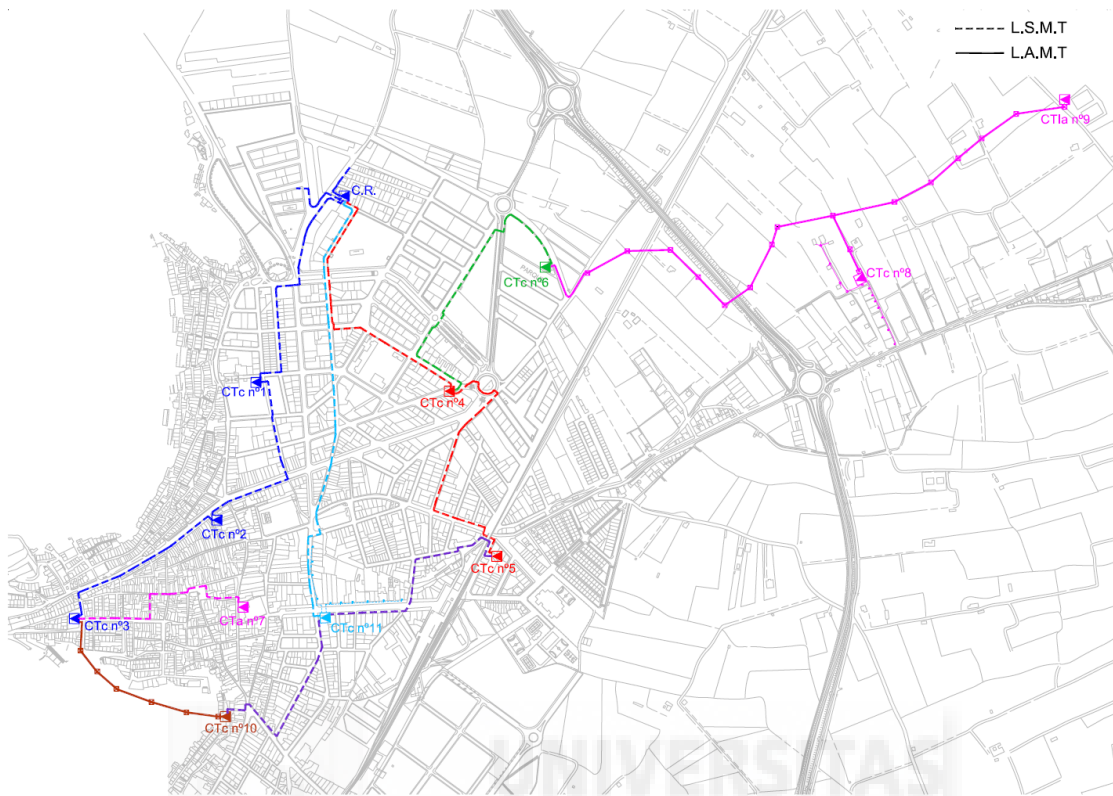 L.S.M.T
L.A.M.T
CTIa nº9
C.R.
CTc nº8
CTc nº6
CTc nº1
CTc nº4
CTc nº2
CTc nº5
CTa nº7
CTc nº3
CTc nº11
CTc nº10
UNIVERSITAS